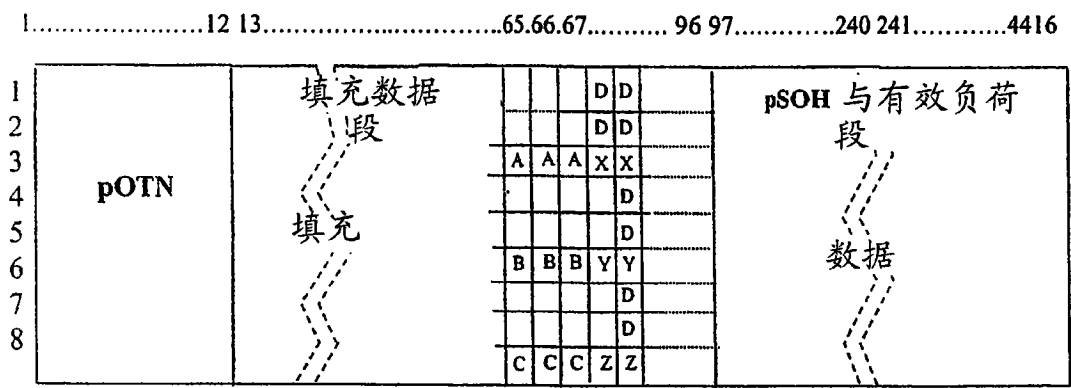 1......................12 13..............................65.66.67........... 96 97...............240 241............4416
1 填充数据 D D pSOH 与有效负荷
2 段 D D 段
3 A A A X X
4 pOTN D
5 填充 D 数据
6 B B B Y Y
7 D
8 D
C C C Z Z